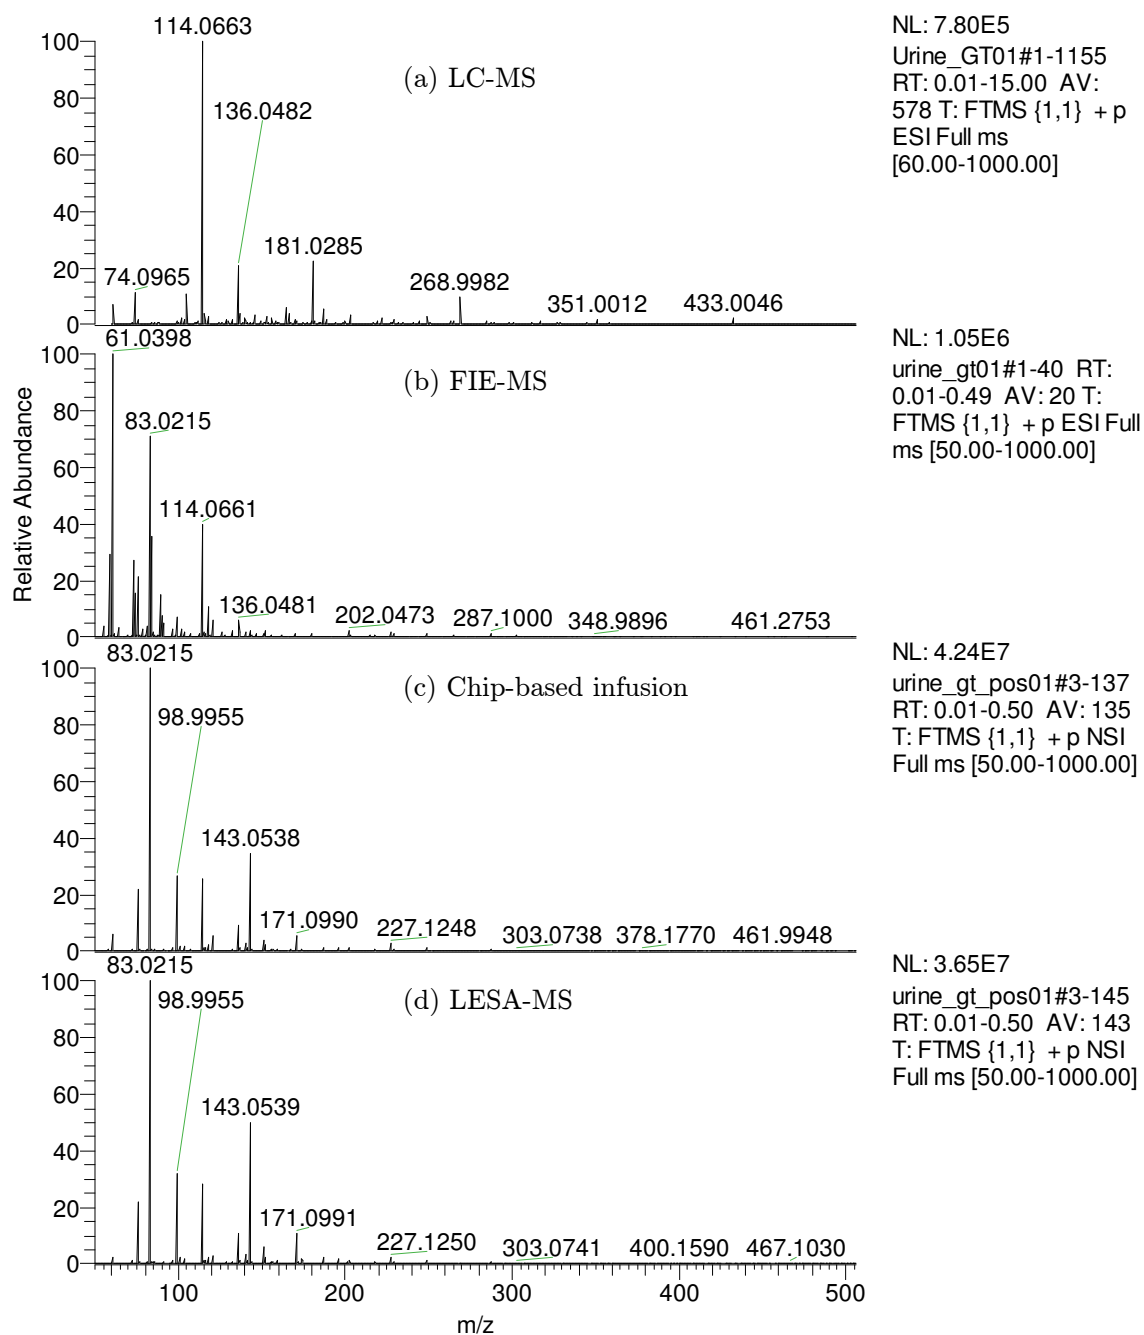 114.0663
100
(a) LC-MS
80
136.0482
60
40
181.0285
20
74.0965
268.9982
351.0012
433.0046
0
NL: 7.80E5
Urine_GT01#1-1155
RT: 0.01-15.00 AV:
578 T: FTMS {1,1} + p
ESI Full ms
[60.00-1000.00]
61.0398
100
(b) FIE-MS
80
83.0215
60
114.0661
40
20
136.0481
202.0473
287.1000
348.9896
461.2753
0
NL: 1.05E6
urine_gt01#1-40 RT:
0.01-0.49 AV: 20 T:
FTMS {1,1} + p ESI Full
ms [50.00-1000.00]
Relative Abundance
83.0215
100
(c) Chip-based infusion
98.9955
80
60
143.0538
40
20
171.0990
227.1248
303.0738
378.1770
461.9948
0
NL: 4.24E7
urine_gt_pos01#3-137
RT: 0.01-0.50 AV: 135
T: FTMS {1,1} + p NSI
Full ms [50.00-1000.00]
83.0215
100
(d) LESA-MS
98.9955
80
60
143.0539
40
20
171.0991
227.1250
303.0741
400.1590
467.1030
0
NL: 3.65E7
urine_gt_pos01#3-145
RT: 0.01-0.50 AV: 143
T: FTMS {1,1} + p NSI
Full ms [50.00-1000.00]
100
200
300
400
500
m/z